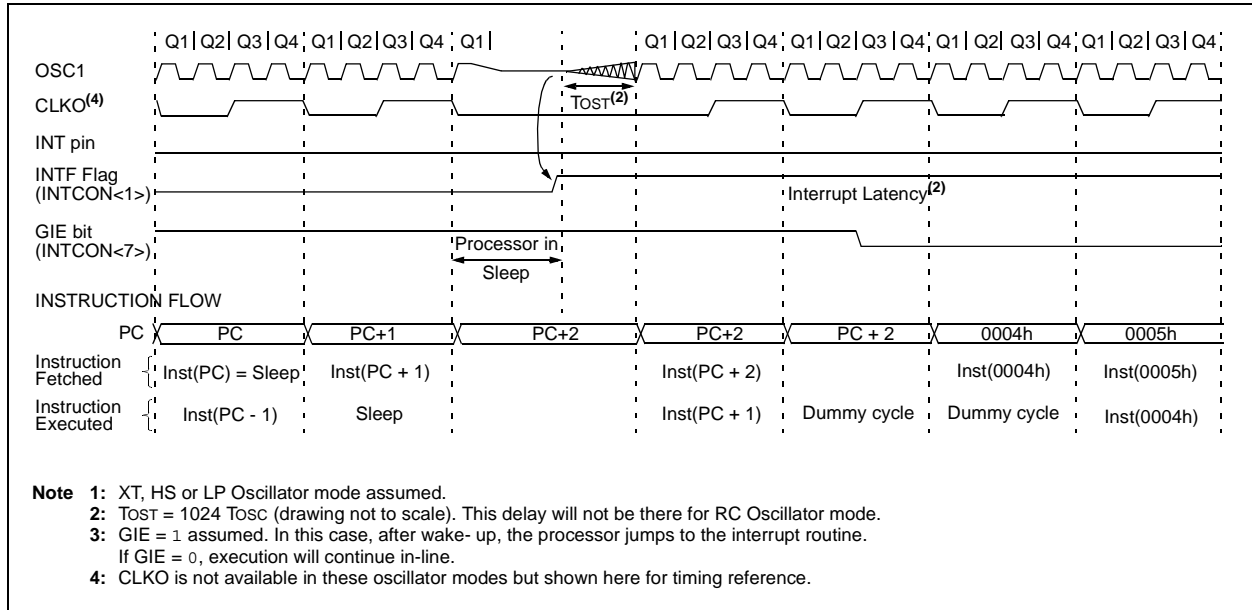 Q1 Q2 Q3 Q4 Q1 Q2 Q3 Q4 Q1 Q1 Q2 Q3 Q4 Q1 Q2 Q3 Q4 Q1 Q2 Q3 Q4 Q1 Q2 Q3 Q4
OSC1
CLKO(4)
TOST(2)
INT pin
INTF Flag
(INTCON<1>)
Interrupt Latency(2)
GIE bit
(INTCON<7>)
Processor in
Sleep
INSTRUCTION FLOW
PC PC PC+1 PC+2 PC+2 PC + 2 0004h 0005h
Instruction
Fetched
Inst(PC) = Sleep Inst(PC + 1) Inst(PC + 2) Inst(0004h) Inst(0005h)
Instruction
Executed
Inst(PC - 1) Sleep Inst(PC + 1) Dummy cycle Dummy cycle Inst(0004h)
Note 1: XT, HS or LP Oscillator mode assumed.
2: TOST = 1024 TOSC (drawing not to scale). This delay will not be there for RC Oscillator mode.
3: GIE = 1 assumed. In this case, after wake- up, the processor jumps to the interrupt routine.
If GIE = 0, execution will continue in-line.
4: CLKO is not available in these oscillator modes but shown here for timing reference.